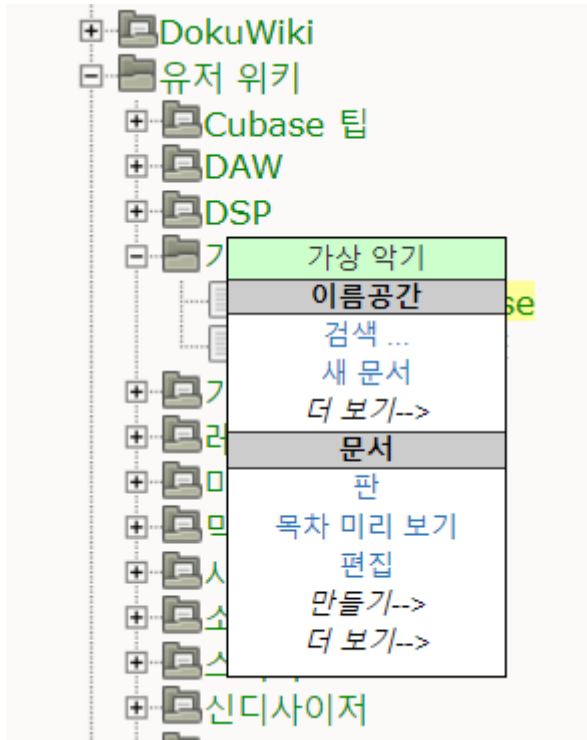 DokuWiki
유저 위키
Cubase 팁
DAW
DSP
가상 악기
이름공간
검색 ...
새 문서
더 보기-->
문서
판
목차 미리 보기
편집
만들기-->
더 보기-->
신디사이저